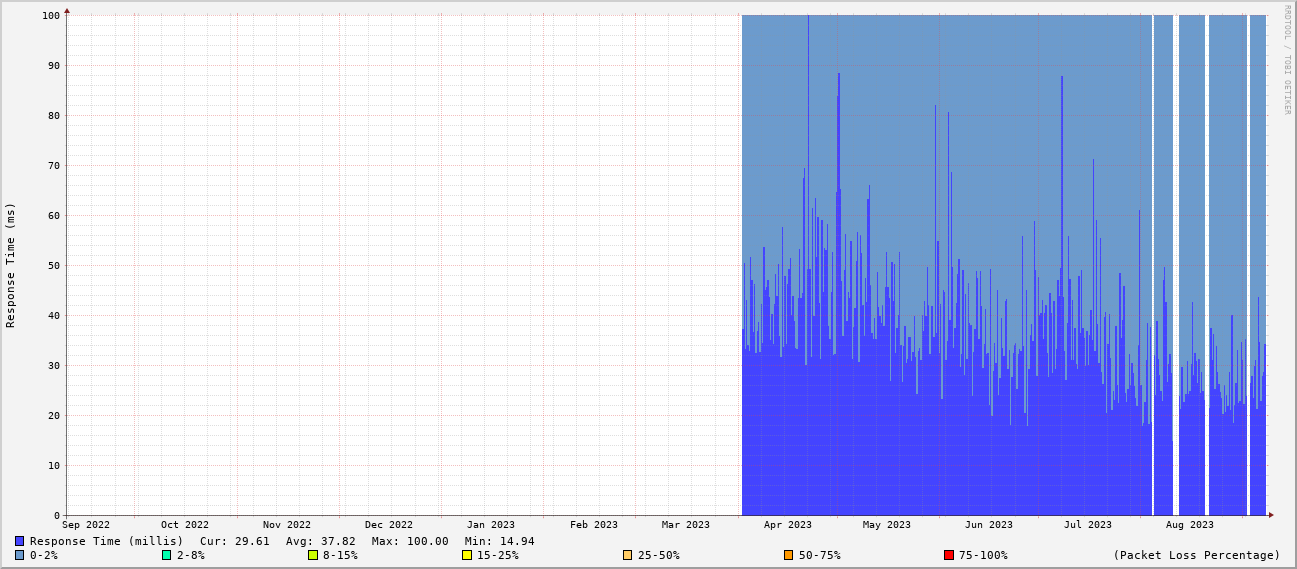 RRDTOOL / TOBI OETIKER
Response Time (ms)
100
90
80
70
60
50
40
30
20
10
0
Sep 2022 Oct 2022 Nov 2022 Dec 2022 Jan 2023 Feb 2023 Mar 2023 Apr 2023 May 2023 Jun 2023 Jul 2023 Aug 2023
Response Time (millis) Cur: 29.61 Avg: 37.82 Max: 100.00 Min: 14.94
0-2% 2-8% 8-15% 15-25% 25-50% 50-75% 75-100% (Packet Loss Percentage)